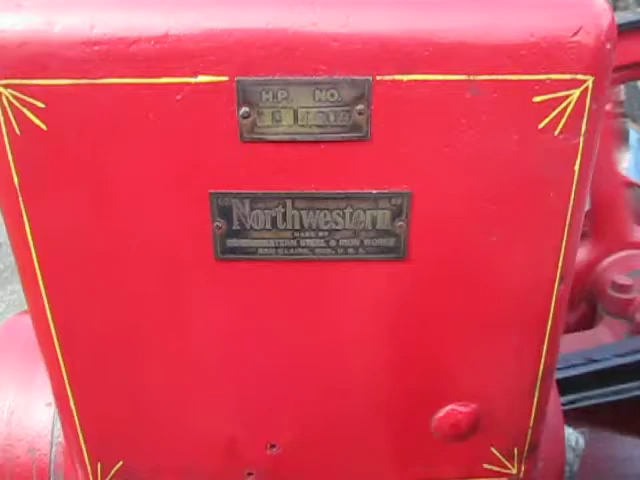 H.P. NO.
Northwestern
MADE BY
NORTHWESTERN STEEL & IRON WORKS
EAU CLAIRE, WIS., U.S.A.